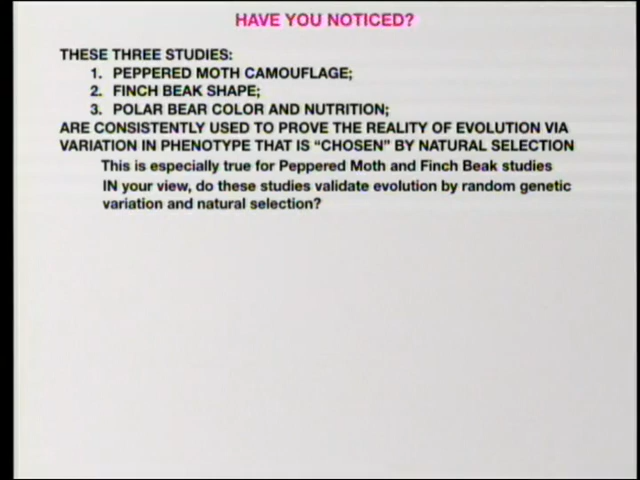 HAVE YOU NOTICED?
THESE THREE STUDIES:
1. PEPPERED MOTH CAMOUFLAGE;
2. FINCH BEAK SHAPE;
3. POLAR BEAR COLOR AND NUTRITION;
ARE CONSISTENTLY USED TO PROVE THE REALITY OF EVOLUTION VIA
VARIATION IN PHENOTYPE THAT IS “CHOSEN” BY NATURAL SELECTION
This is especially true for Peppered Moth and Finch Beak studies
IN your view, do these studies validate evolution by random genetic
variation and natural selection?